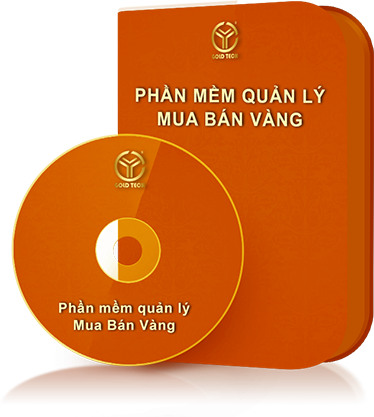 GOLD TECH
PHẦN MỀM QUẢN LÝ
MUA BÁN VÀNG
GOLD TECH
Phần mềm quản lý
Mua Bán Vàng